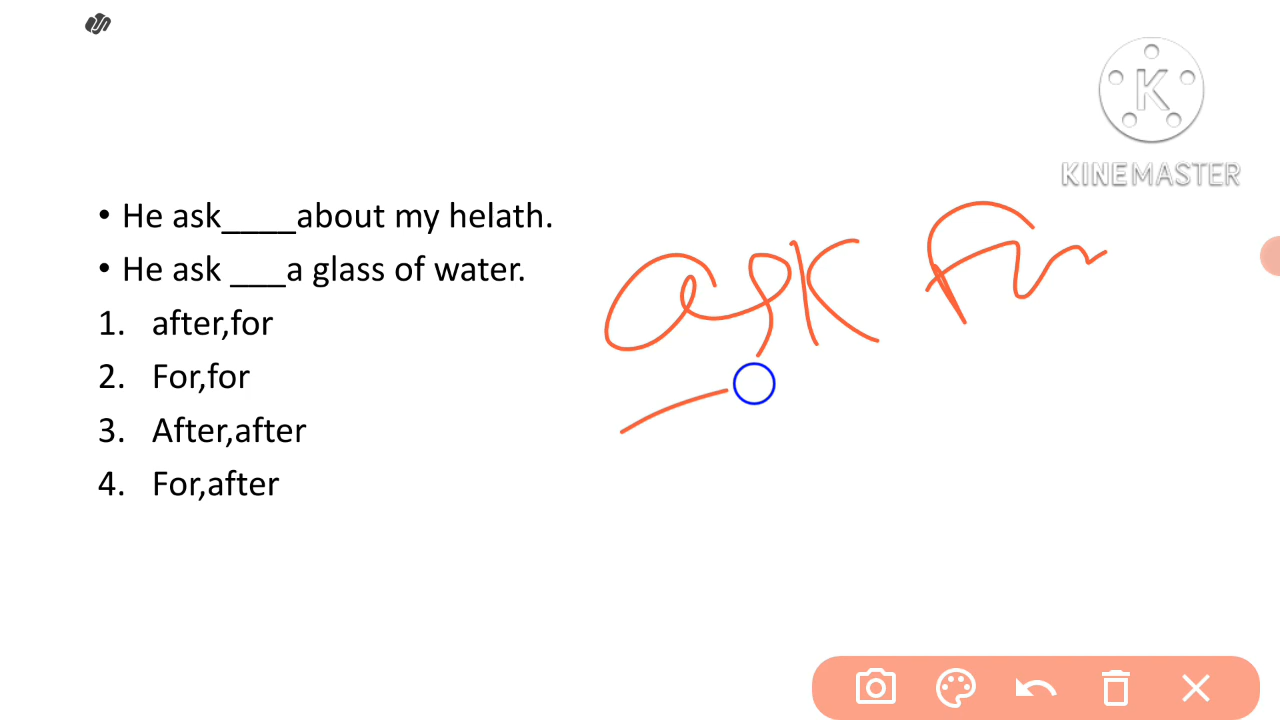 KINEMASTER
• He ask____about my helath.
• He ask ___a glass of water.
1. after,for
2. For,for
3. After,after
4. For,after
ask for